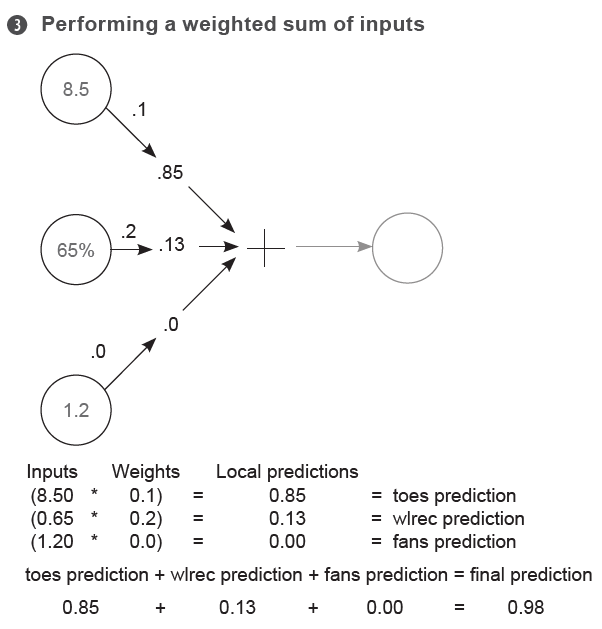 3 Performing a weighted sum of inputs
8.5
.1
.85
65%
.2
.13
.0
.0
1.2
Inputs Weights Local predictions
(8.50 * 0.1) = 0.85 = toes prediction
(0.65 * 0.2) = 0.13 = wlrec prediction
(1.20 * 0.0) = 0.00 = fans prediction
toes prediction + wlrec prediction + fans prediction = final prediction
0.85 + 0.13 + 0.00 = 0.98